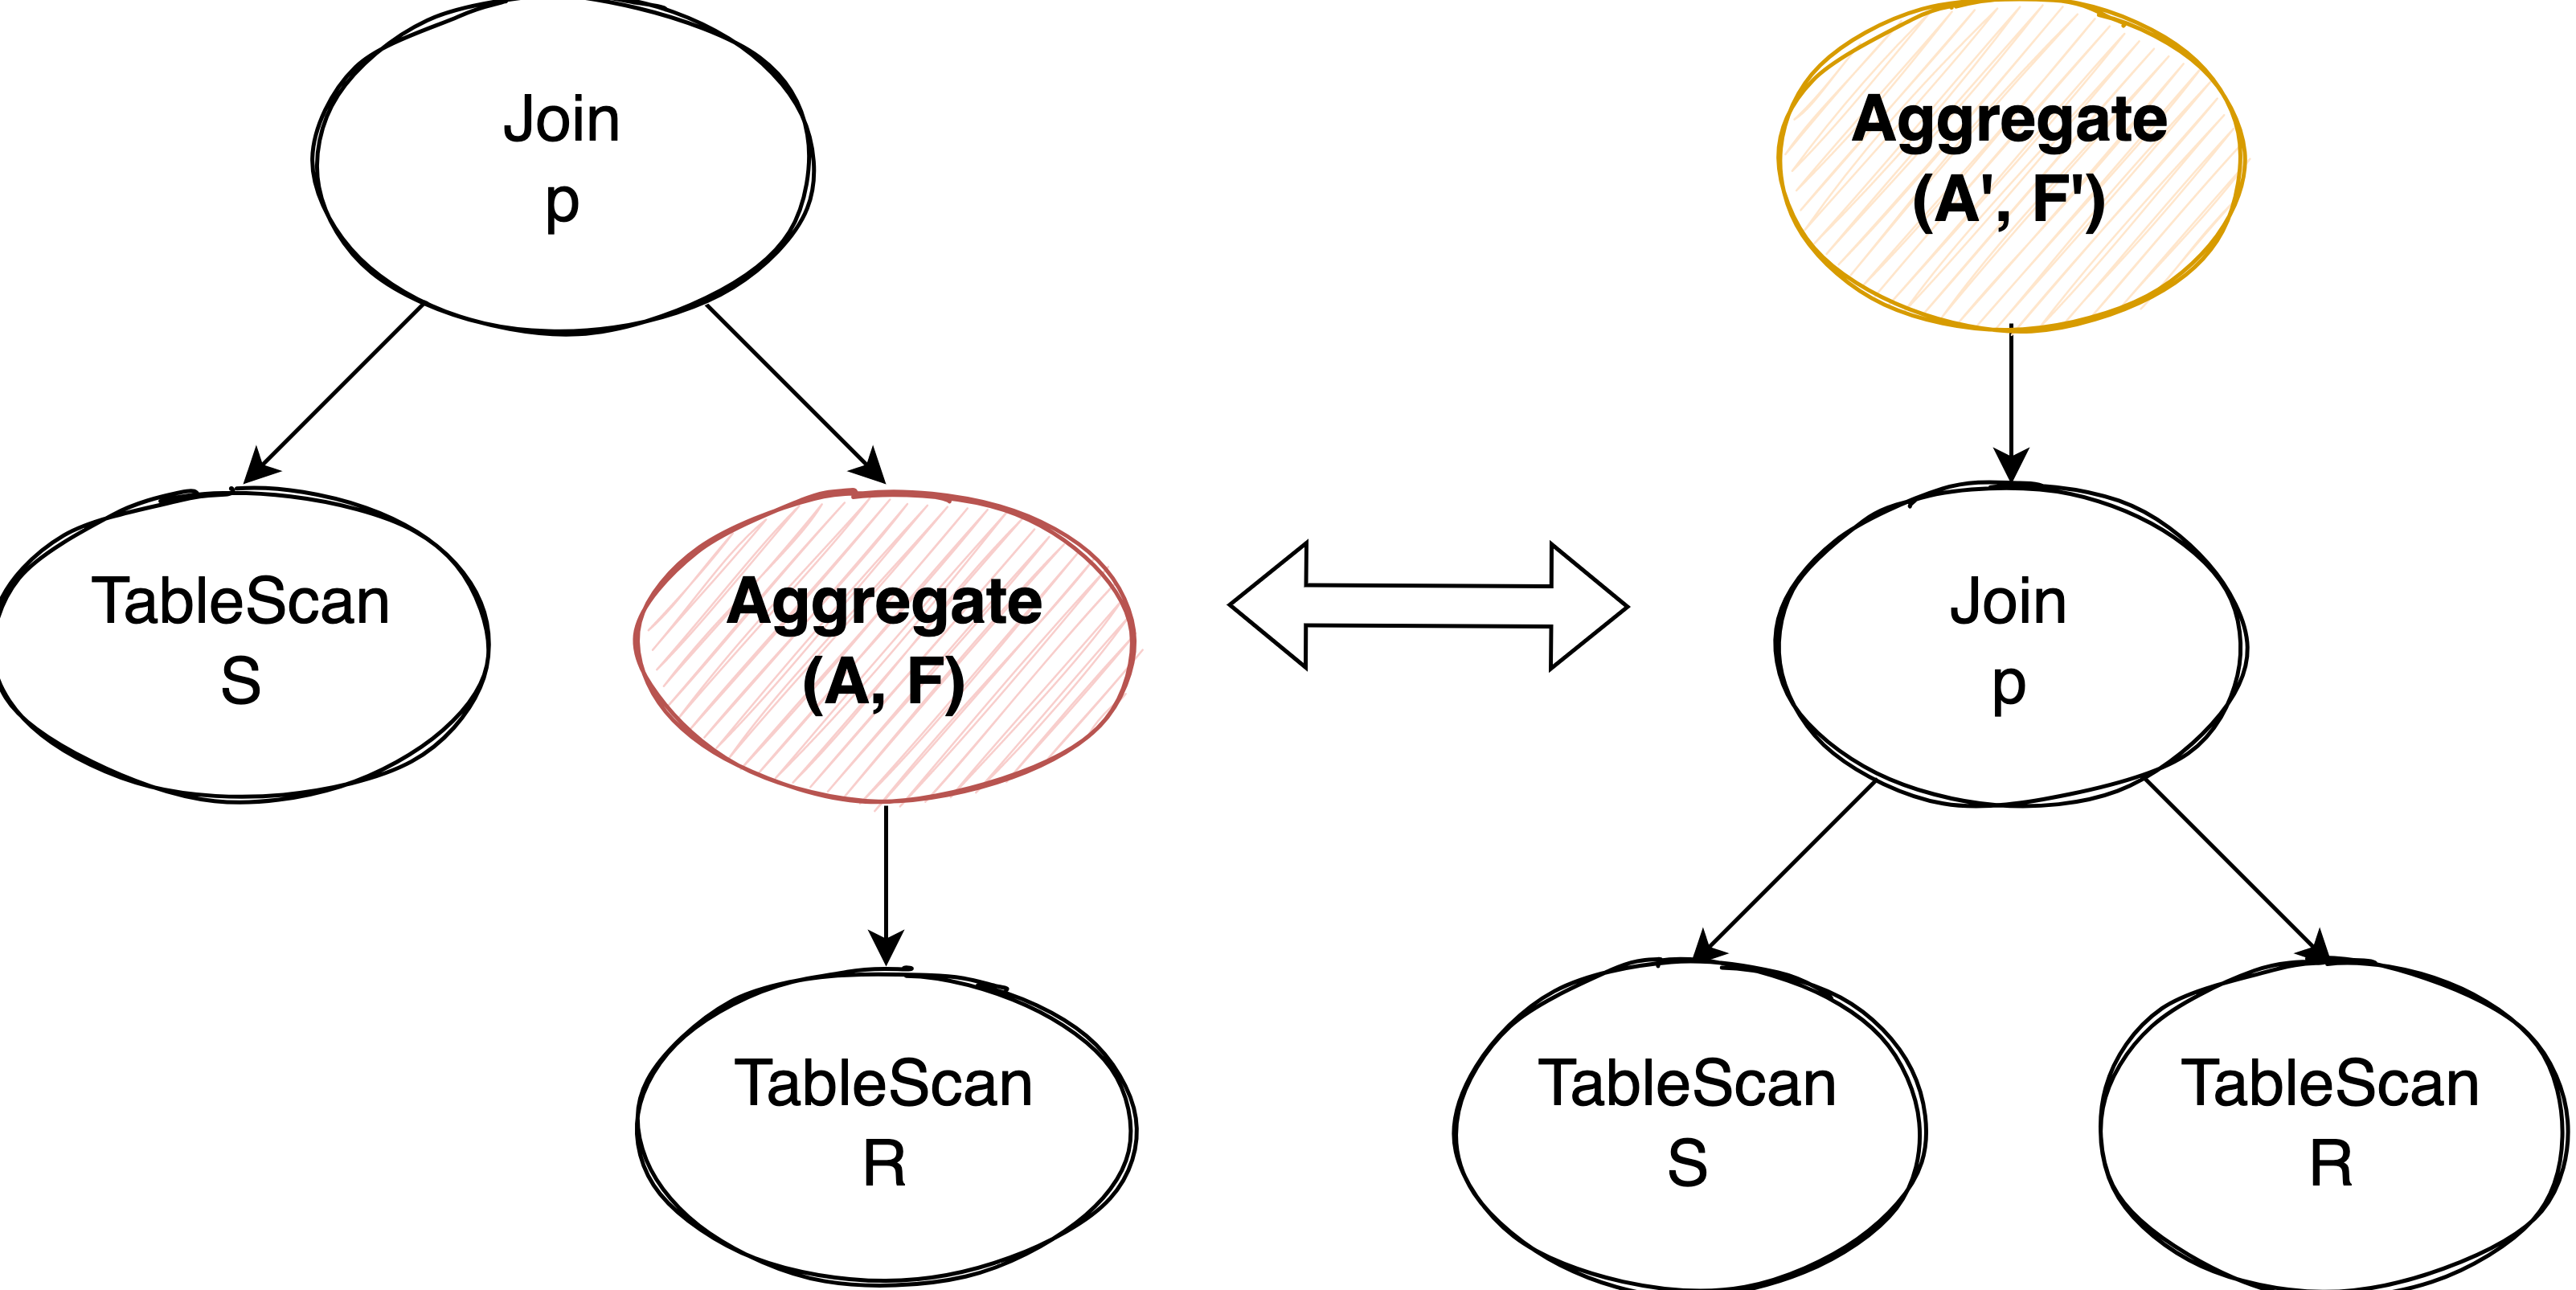 Join
p
TableScan
S
Aggregate
(A, F)
TableScan
R
Aggregate
(A', F')
Join
p
TableScan
S
TableScan
R